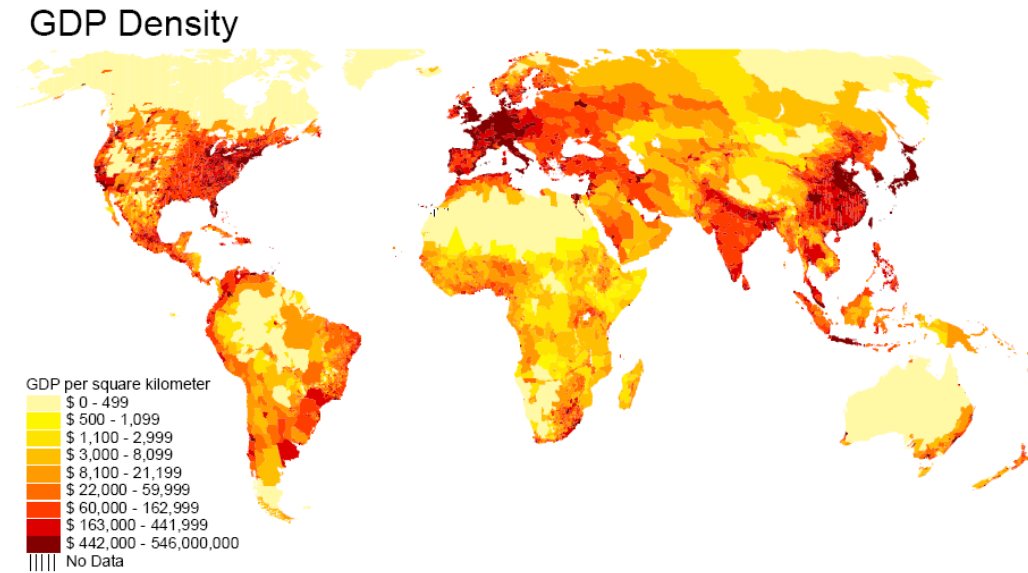 GDP Density
GDP per square kilometer
$ 0 - 499
$ 500 - 1,099
$ 1,100 - 2,999
$ 3,000 - 8,099
$ 8,100 - 21,199
$ 22,000 - 59,999
$ 60,000 - 162,999
$ 163,000 - 441,999
$ 442,000 - 546,000,000
No Data